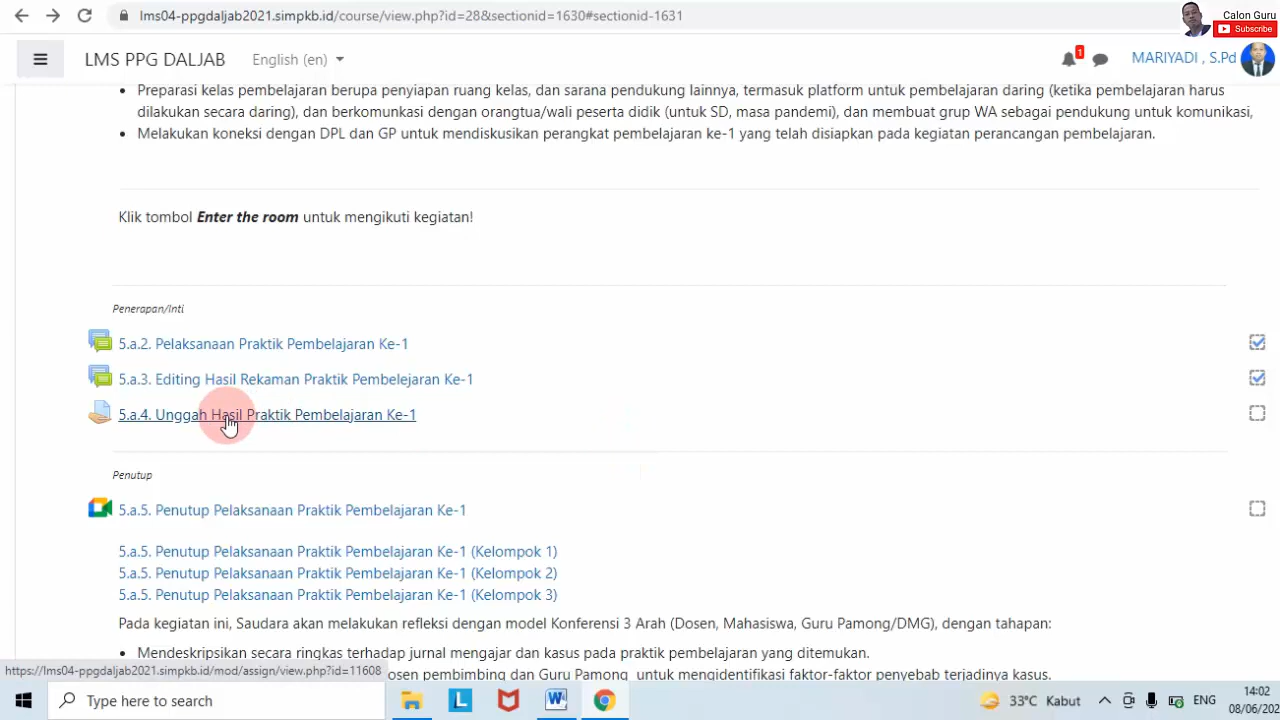 lms04-ppgdaljab2021.simpkb.id/course/view.php?id=28&sectionid=1630#sectionid-1631
Calon Guru
Subscribe
LMS PPG DALJAB
English (en)
1
MARIYADI , S.Pd
Preparasi kelas pembelajaran berupa penyiapan ruang kelas, dan sarana pendukung lainnya, termasuk platform untuk pembelajaran daring (ketika pembelajaran harus
dilakukan secara daring), dan berkomunkasi dengan orangtua/wali peserta didik (untuk SD, masa pandemi), dan membuat grup WA sebagai pendukung untuk komunikasi,
Melakukan koneksi dengan DPL dan GP untuk mendiskusikan perangkat pembelajaran ke-1 yang telah disiapkan pada kegiatan perancangan pembelajaran.
Klik tombol Enter the room untuk mengikuti kegiatan!
Penerapan/Inti
5.a.2. Pelaksanaan Praktik Pembelajaran Ke-1
5.a.3. Editing Hasil Rekaman Praktik Pembelejaran Ke-1
5.a.4. Unggah Hasil Praktik Pembelajaran Ke-1
Penutup
5.a.5. Penutup Pelaksanaan Praktik Pembelajaran Ke-1
5.a.5. Penutup Pelaksanaan Praktik Pembelajaran Ke-1 (Kelompok 1)
5.a.5. Penutup Pelaksanaan Praktik Pembelajaran Ke-1 (Kelompok 2)
5.a.5. Penutup Pelaksanaan Praktik Pembelajaran Ke-1 (Kelompok 3)
Pada kegiatan ini, Saudara akan melakukan refleksi dengan model Konferensi 3 Arah (Dosen, Mahasiswa, Guru Pamong/DMG), dengan tahapan:
Mendeskripsikan secara ringkas terhadap jurnal mengajar dan kasus pada praktik pembelajaran yang ditemukan.
https://lms04-ppgdaljab2021.simpkb.id/mod/assign/view.php?id=11608
osen pembimbing dan Guru Pamong untuk mengidentifikasi faktor-faktor penyebab terjadinya kasus.
Type here to search
L
W
33°C Kabut
ENG
14:02
08/06/202